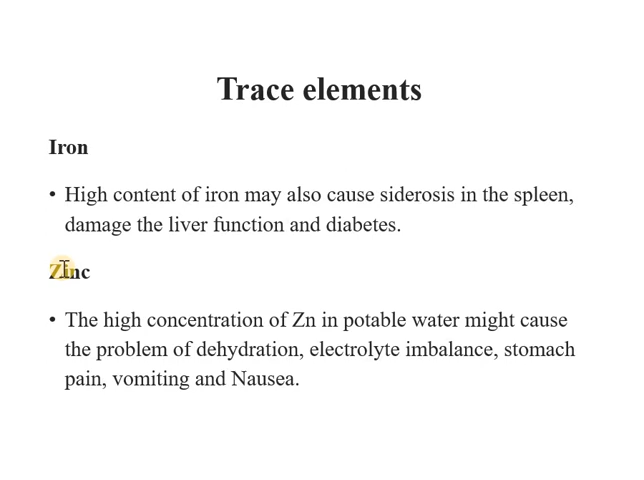 Trace elements
Iron
• High content of iron may also cause siderosis in the spleen,
damage the liver function and diabetes.
Zinc
• The high concentration of Zn in potable water might cause
the problem of dehydration, electrolyte imbalance, stomach
pain, vomiting and Nausea.